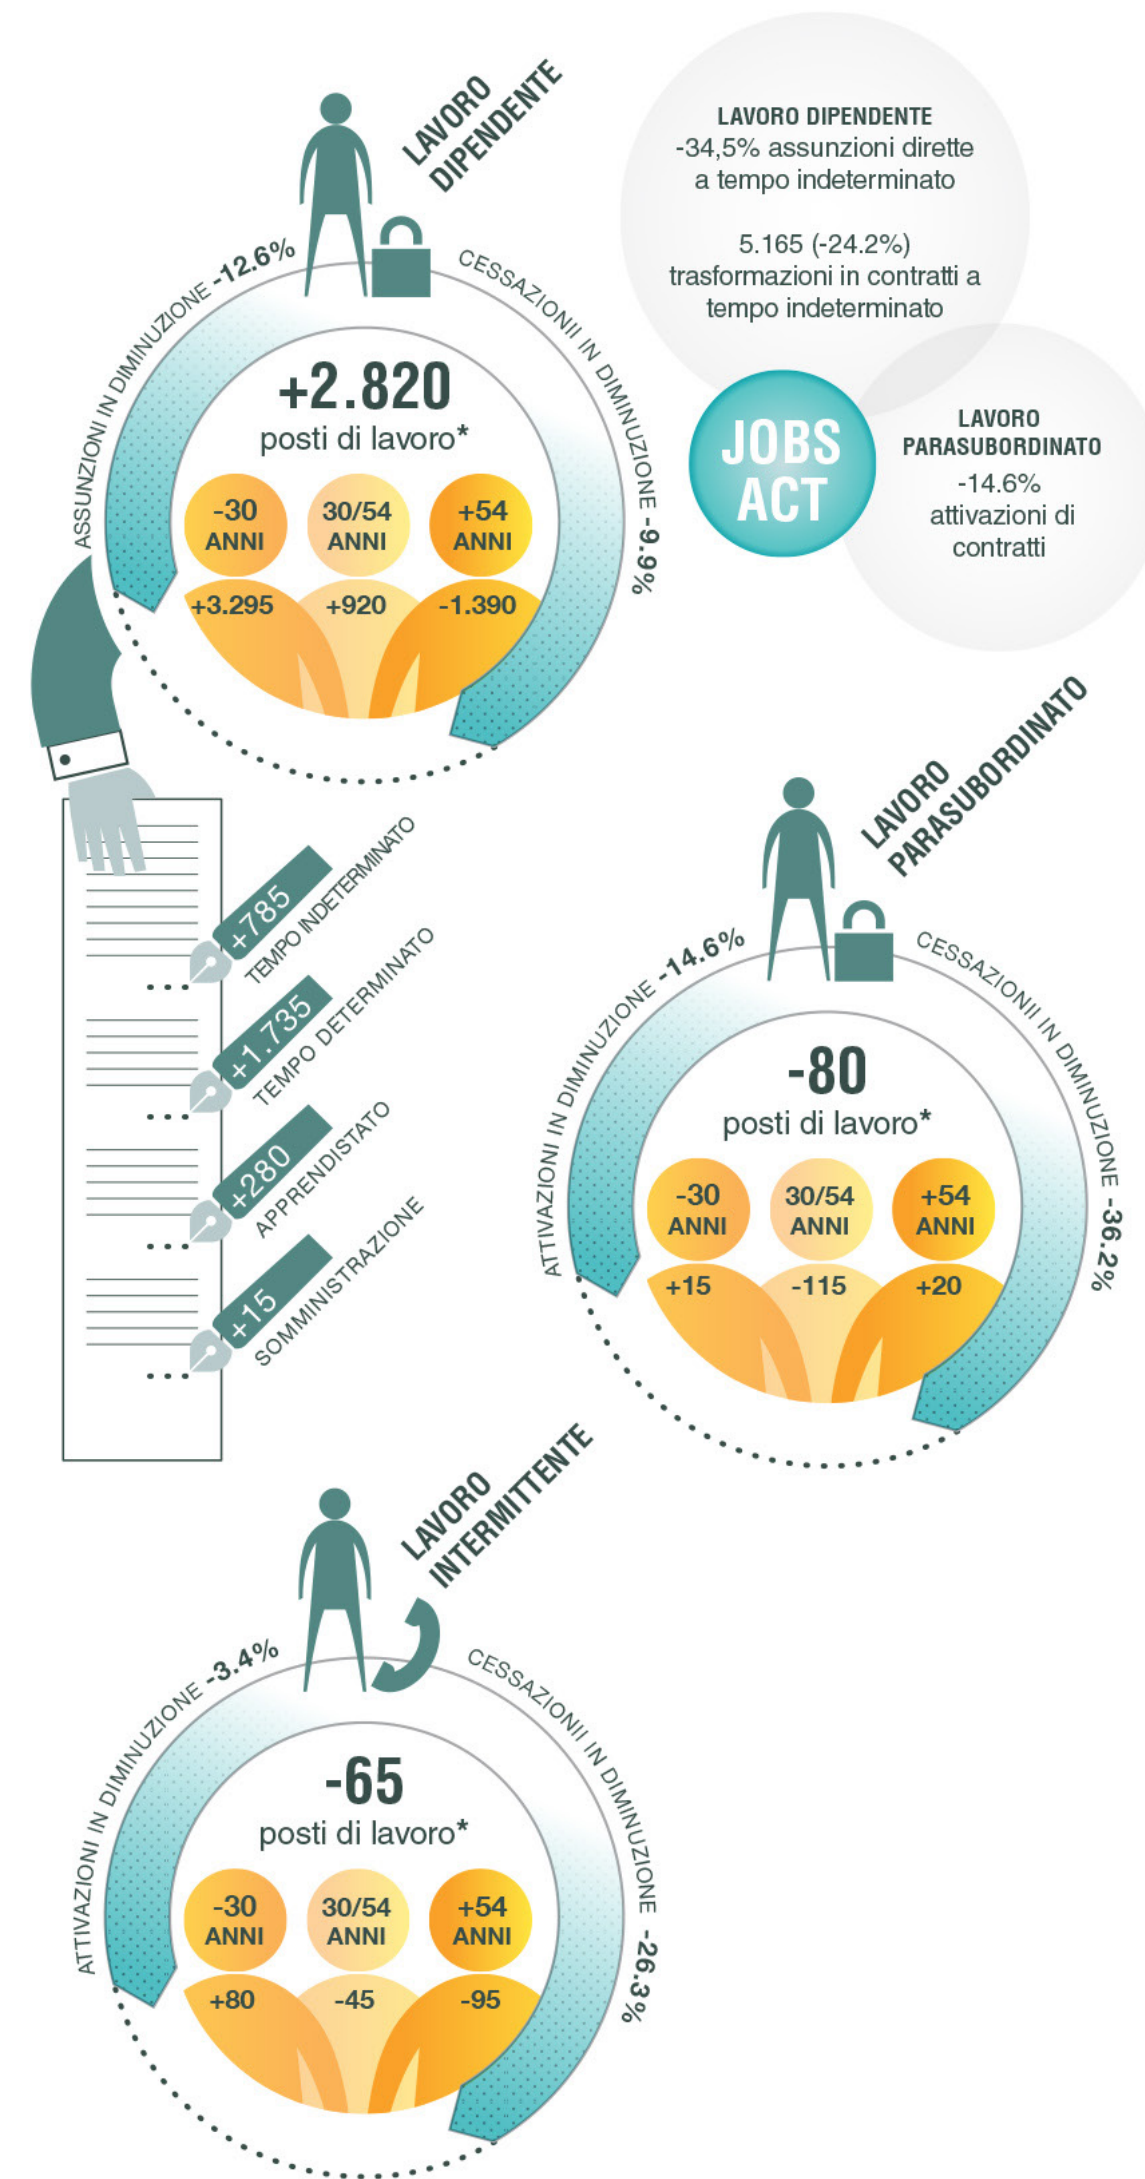 LAVORO
DIPENDENTE
LAVORO DIPENDENTE
-34,5% assunzioni dirette
a tempo indeterminato
5.165 (-24.2%)
trasformazioni in contratti a
tempo indeterminato
JOBS
ACT
LAVORO
PARASUBORDINATO
-14.6%
attivazioni di
contratti
ASSUNZIONI IN DIMINUZIONE -12.6%
CESSAZIONII IN DIMINUZIONE -9.9%
+2.820
posti di lavoro*
-30
ANNI
30/54
ANNI
+54
ANNI
+3.295
+920
-1.390
+785
TEMPO INDETERMINATO
+1.735
TEMPO DETERMINATO
+280
APPRENDISTATO
+15
SOMMINISTRAZIONE
LAVORO
PARASUBORDINATO
ATTIVAZIONI IN DIMINUZIONE -14.6%
CESSAZIONII IN DIMINUZIONE -36.2%
-80
posti di lavoro*
-30
ANNI
30/54
ANNI
+54
ANNI
+15
-115
+20
LAVORO
INTERMITTENTE
ATTIVAZIONI IN DIMINUZIONE -3.4%
CESSAZIONII IN DIMINUZIONE -26.3%
-65
posti di lavoro*
-30
ANNI
30/54
ANNI
+54
ANNI
+80
-45
-95